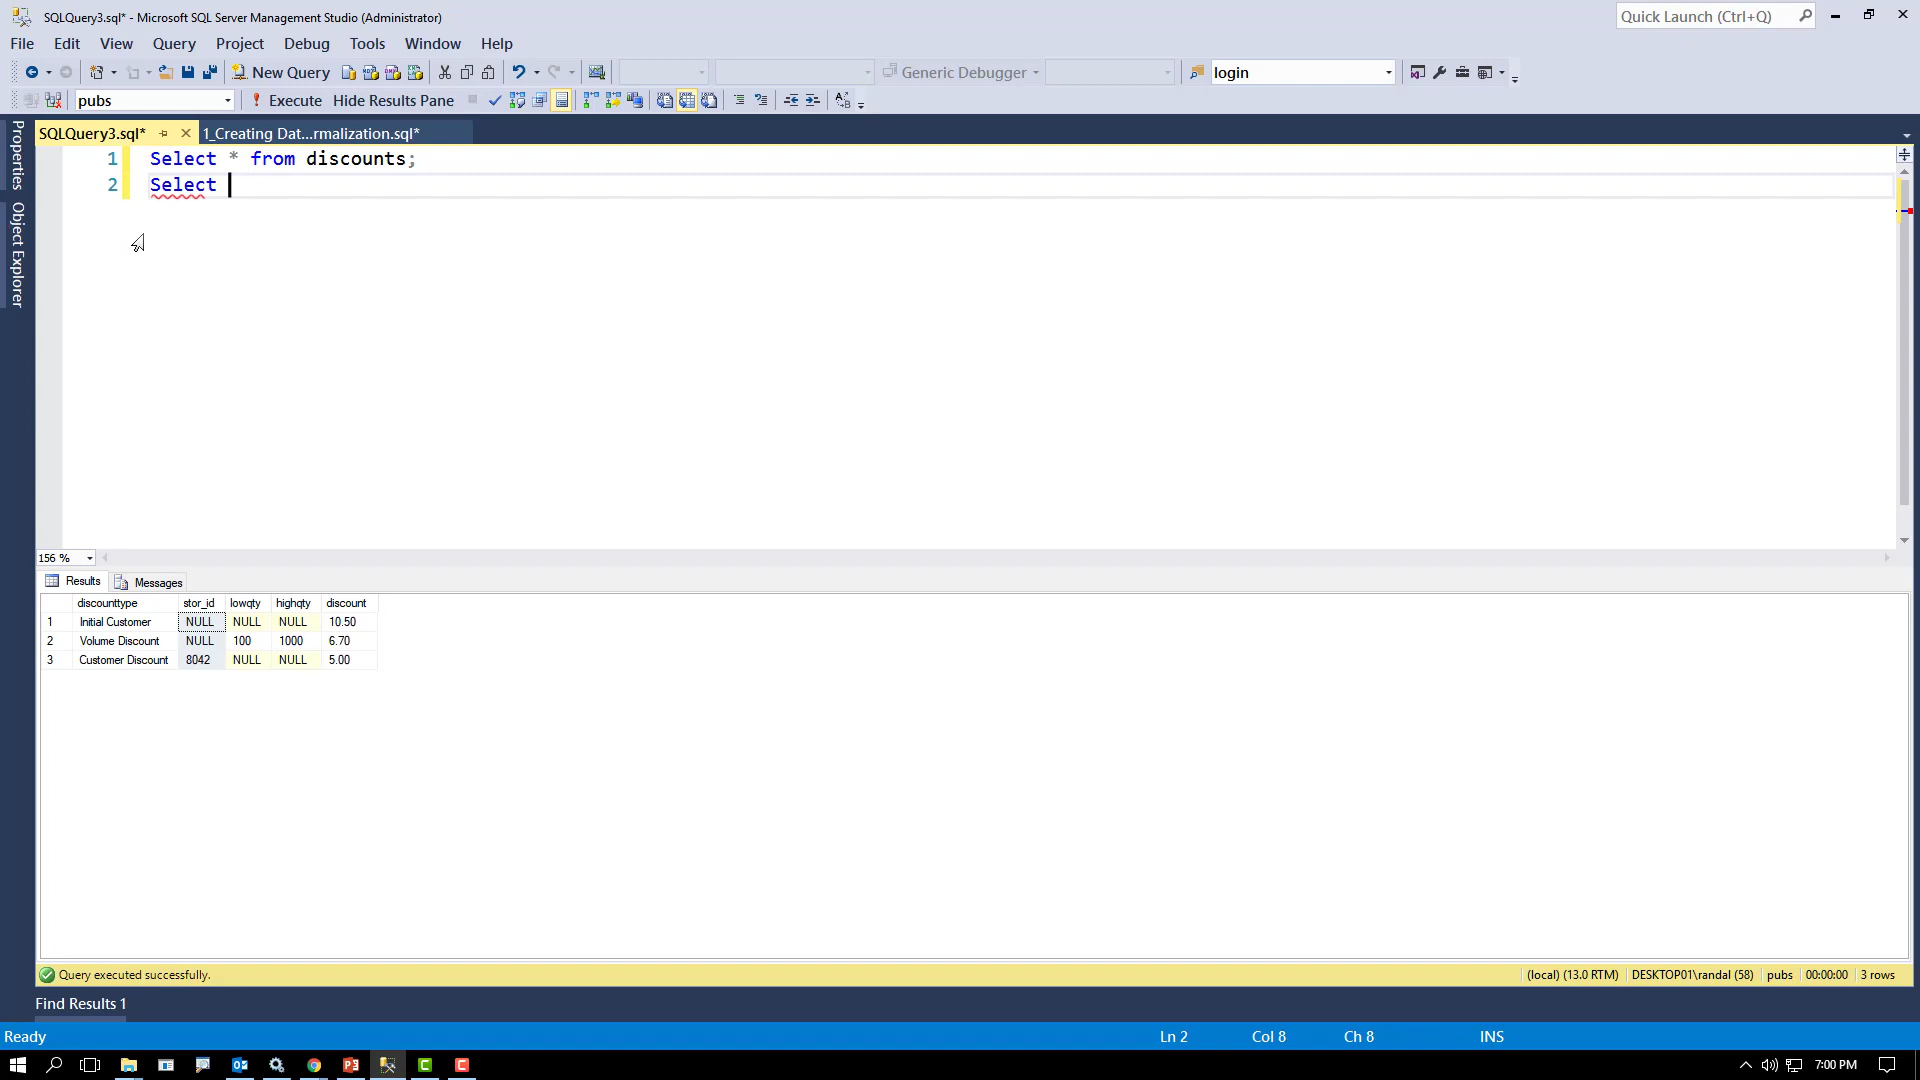 SQLQuery3.sql* - Microsoft SQL Server Management Studio (Administrator)
Quick Launch (Ctrl+Q)
File Edit View Query Project Debug Tools Window Help
New Query Generic Debugger login
pubs Execute Hide Results Pane
SQLQuery3.sql* 1_Creating Dat...rmalization.sql*
Properties
Object Explorer
1 Select * from discounts;
2 Select
156 %
Results Messages
discounttype stor_id lowqty highqty discount
1 Initial Customer NULL NULL NULL 10.50
2 Volume Discount NULL 100 1000 6.70
3 Customer Discount 8042 NULL NULL 5.00
Query executed successfully. (local) (13.0 RTM) DESKTOP01\randal (58) pubs 00:00:00 3 rows
Find Results 1
Ready Ln 2 Col 8 Ch 8 INS
7:00 PM